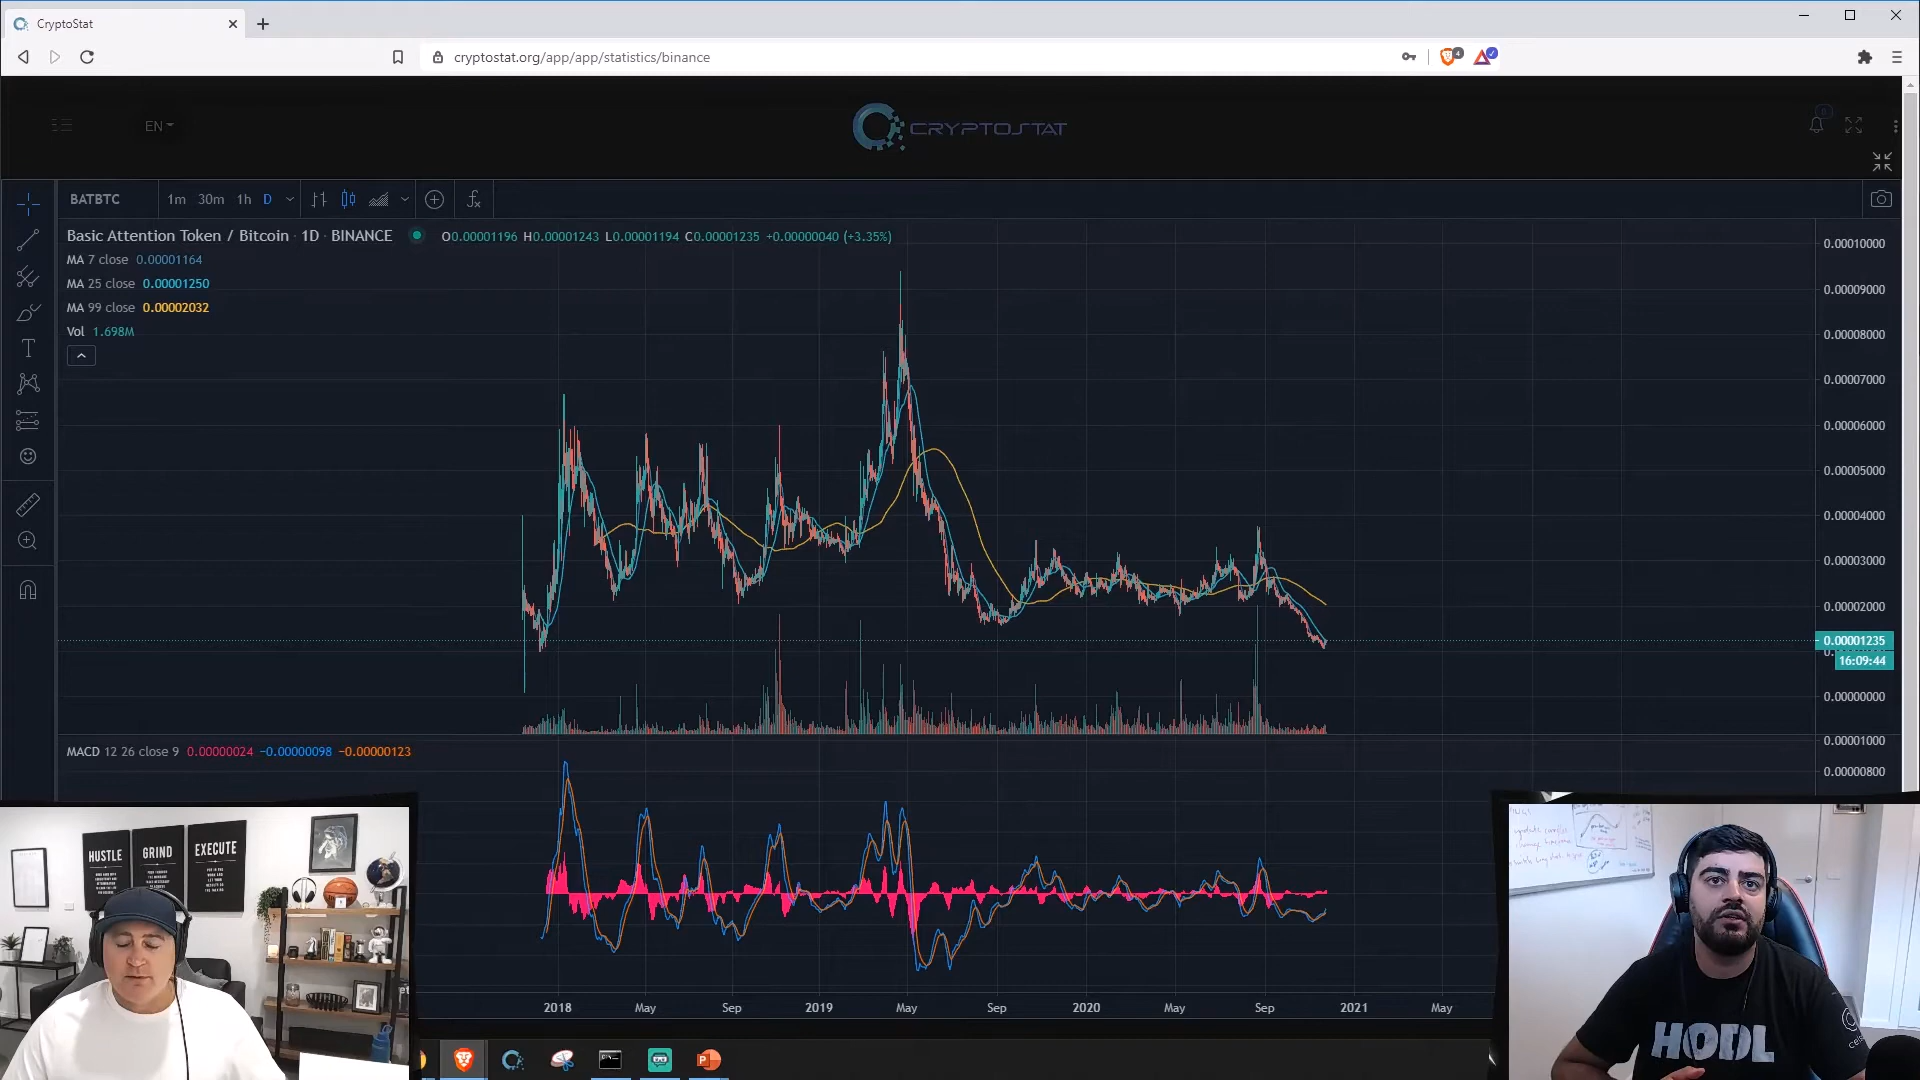 CryptoStat
cryptostat.org/app/app/statistics/binance
EN
CRYPTOSTAT
BATBTC 1m 30m 1h D
Basic Attention Token / Bitcoin · 1D · BINANCE O0.00001196 H0.00001243 L0.00001194 C0.00001235 +0.00000040 (+3.35%)
MA 7 close 0.00001164
MA 25 close 0.00001250
MA 99 close 0.00002032
Vol 1.698M
0.00010000
0.00009000
0.00008000
0.00007000
0.00006000
0.00005000
0.00004000
0.00003000
0.00002000
0.00001235
16:09:44
0.00000000
MACD 12 26 close 9 0.00000024 −0.00000098 −0.00000123
0.00001000
0.00000800
2018 May Sep 2019 May Sep 2020 May Sep 2021 May
HUSTLE
GRIND
EXECUTE
HODL